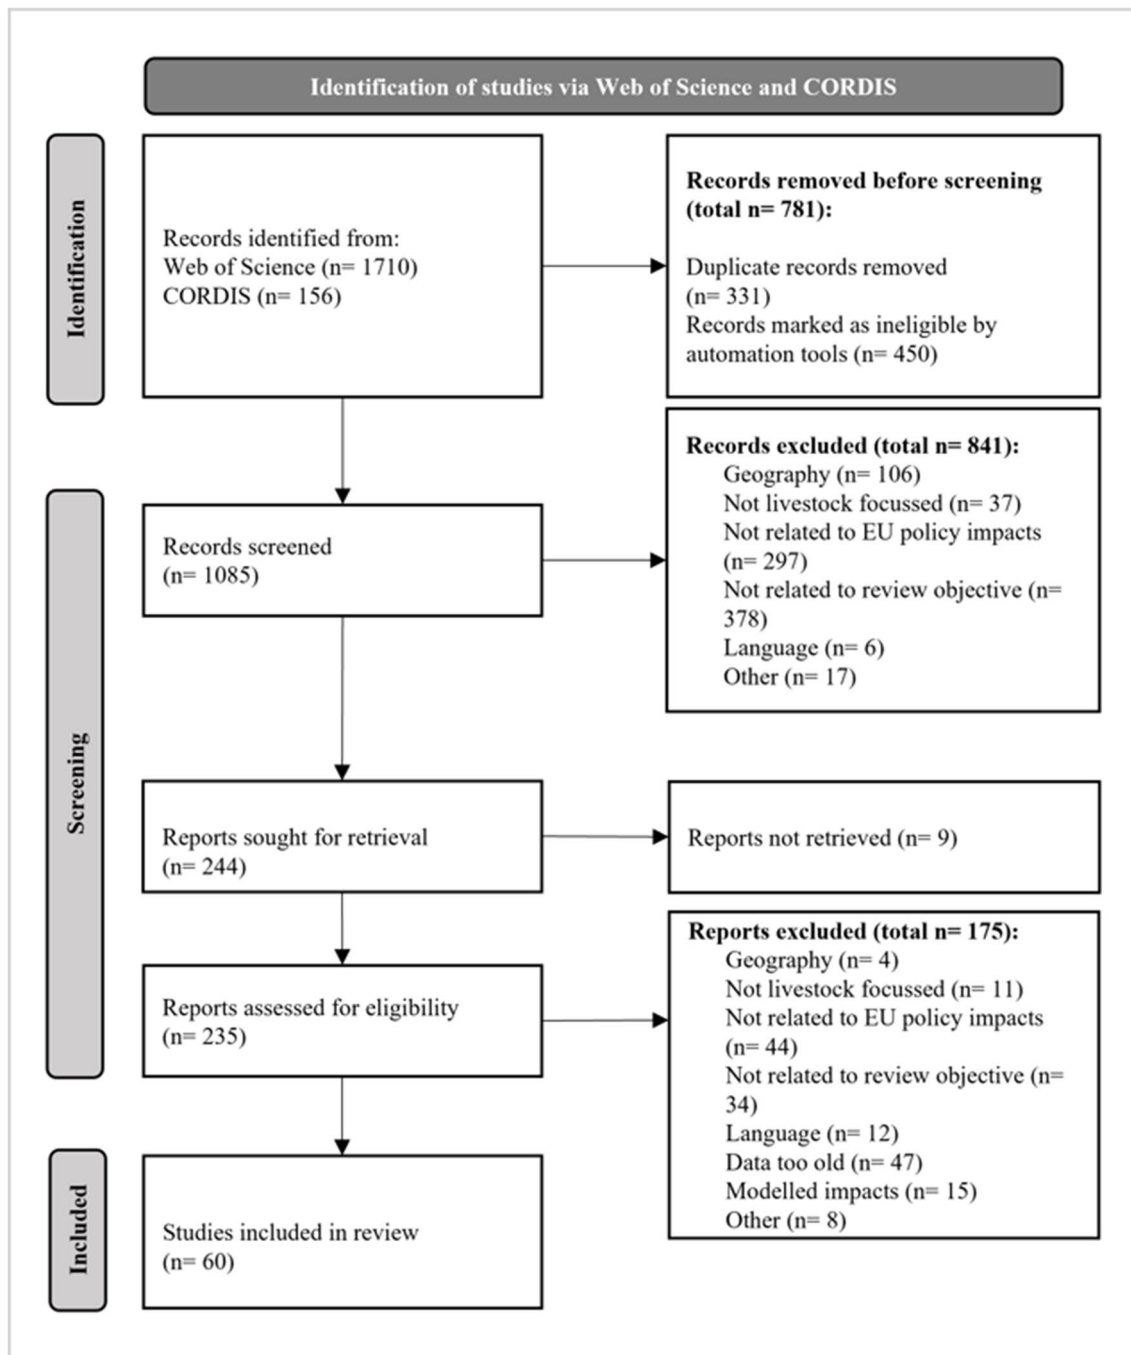 Identification of studies via Web of Science and CORDIS
Identification
Records identified from:
Web of Science (n= 1710)
CORDIS (n= 156)
Records removed before screening
(total n= 781):
Duplicate records removed
(n= 331)
Records marked as ineligible by
automation tools (n= 450)
Screening
Records screened
(n= 1085)
Records excluded (total n= 841):
Geography (n= 106)
Not livestock focussed (n= 37)
Not related to EU policy impacts
(n= 297)
Not related to review objective (n=
378)
Language (n= 6)
Other (n= 17)
Reports sought for retrieval
(n= 244)
Reports not retrieved (n= 9)
Reports assessed for eligibility
(n= 235)
Reports excluded (total n= 175):
Geography (n= 4)
Not livestock focussed (n= 11)
Not related to EU policy impacts
(n= 44)
Not related to review objective (n=
34)
Language (n= 12)
Data too old (n= 47)
Modelled impacts (n= 15)
Other (n= 8)
Included
Studies included in review
(n= 60)